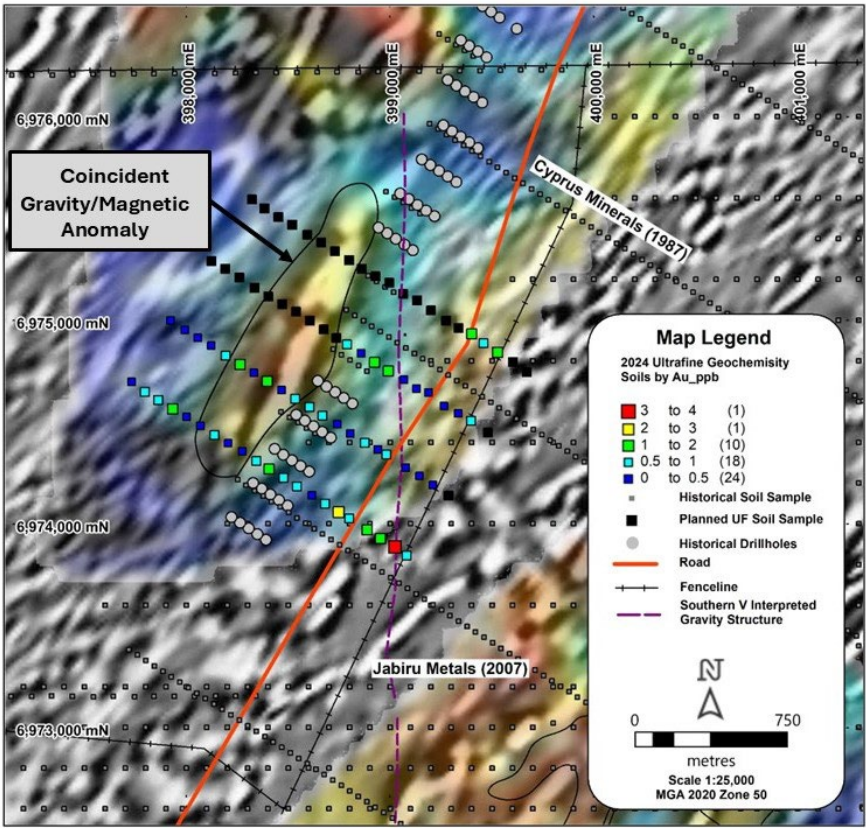 398,000 mE
399,000 mE
400,000 mE
401,000 mE
6,976,000 mN
Coincident
Gravity/Magnetic
Anomaly
Cyprus Minerals (1987)
6,975,000 mN
6,974,000 mN
Jabiru Metals (2007)
6,973,000 mN
Map Legend
2024 Ultrafine Geochemisity
Soils by Au_ppb
3 to 4 (1)
2 to 3 (1)
1 to 2 (10)
0.5 to 1 (18)
0 to 0.5 (24)
Historical Soil Sample
Planned UF Soil Sample
Historical Drillholes
Road
Fenceline
Southern V Interpreted
Gravity Structure
N
0 750
metres
Scale 1:25,000
MGA 2020 Zone 50